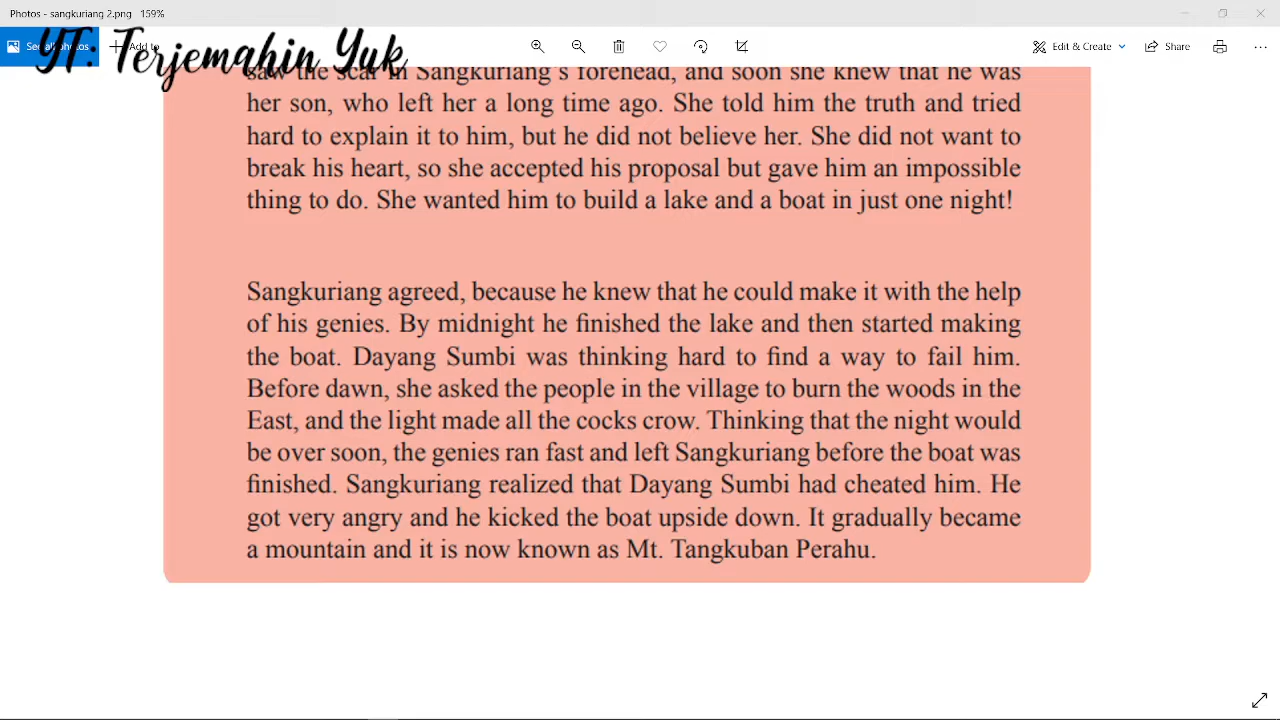 Photos - sangkuriang 2.png 159%
See all photos
Add to
Edit & Create
Share
YT: Terjemahin Yuk
saw the scar in Sangkuriang's forehead, and soon she knew that he was
her son, who left her a long time ago. She told him the truth and tried
hard to explain it to him, but he did not believe her. She did not want to
break his heart, so she accepted his proposal but gave him an impossible
thing to do. She wanted him to build a lake and a boat in just one night!
Sangkuriang agreed, because he knew that he could make it with the help
of his genies. By midnight he finished the lake and then started making
the boat. Dayang Sumbi was thinking hard to find a way to fail him.
Before dawn, she asked the people in the village to burn the woods in the
East, and the light made all the cocks crow. Thinking that the night would
be over soon, the genies ran fast and left Sangkuriang before the boat was
finished. Sangkuriang realized that Dayang Sumbi had cheated him. He
got very angry and he kicked the boat upside down. It gradually became
a mountain and it is now known as Mt. Tangkuban Perahu.